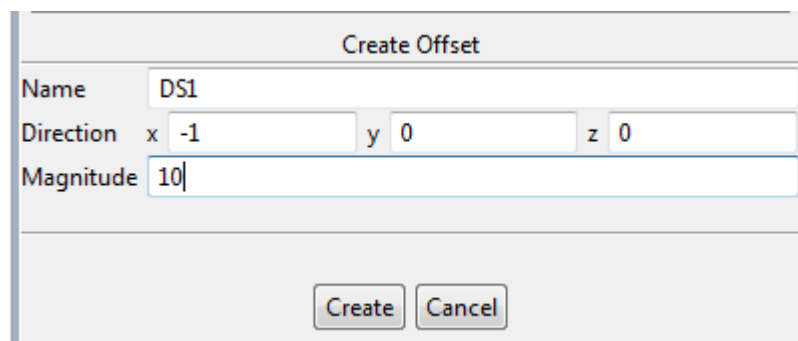 Create Offset
Name DS1
Direction x -1 y 0 z 0
Magnitude 10
Create Cancel